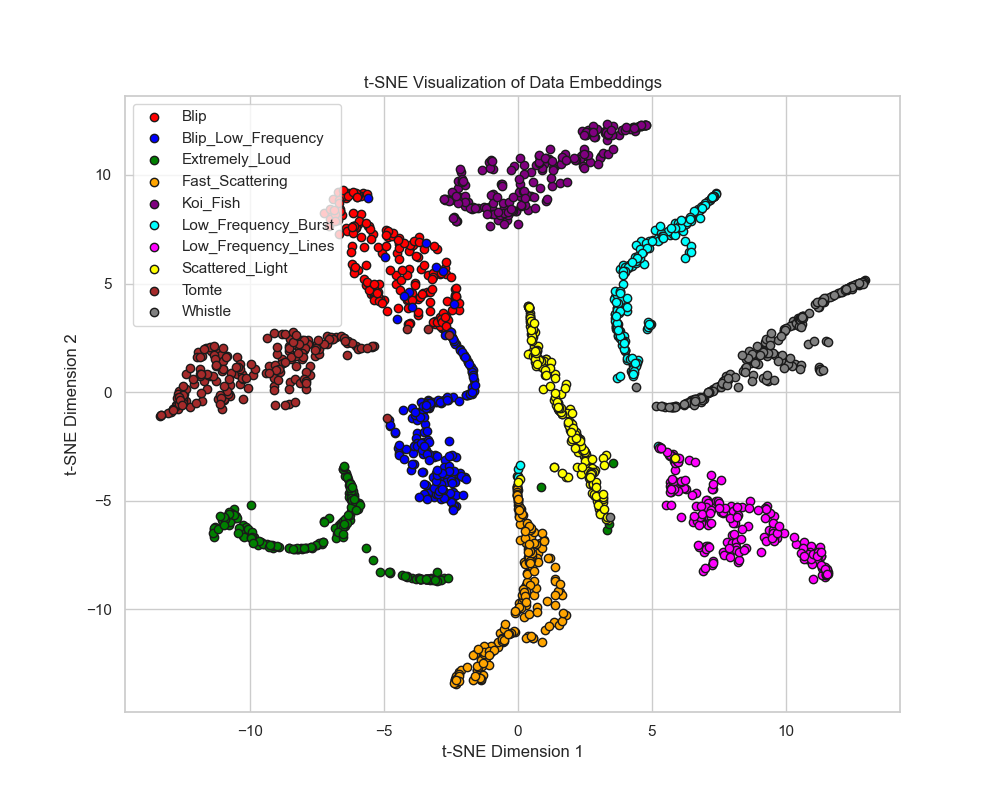 t-SNE Visualization of Data Embeddings
Blip
Blip_Low_Frequency
Extremely_Loud
Fast_Scattering
Koi_Fish
Low_Frequency_Burst
Low_Frequency_Lines
Scattered_Light
Tomte
Whistle
10
5
0
−5
−10
t-SNE Dimension 2
−10
−5
0
5
10
t-SNE Dimension 1